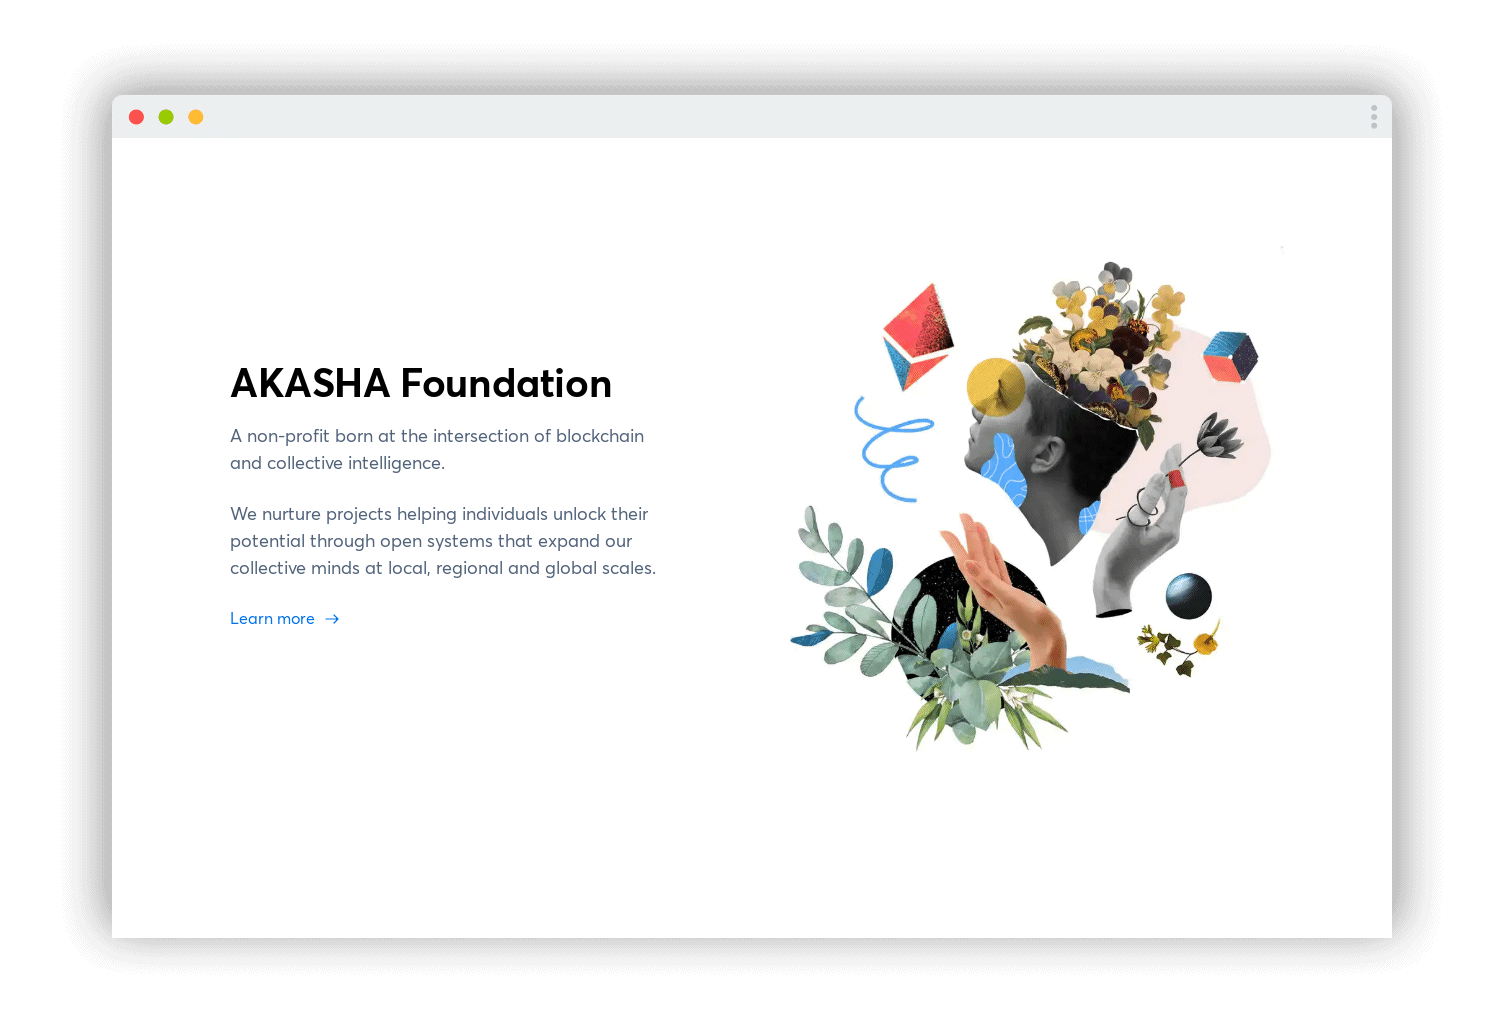 AKASHA Foundation
A non-profit born at the intersection of blockchain
and collective intelligence.
We nurture projects helping individuals unlock their
potential through open systems that expand our
collective minds at local, regional and global scales.
Learn more →